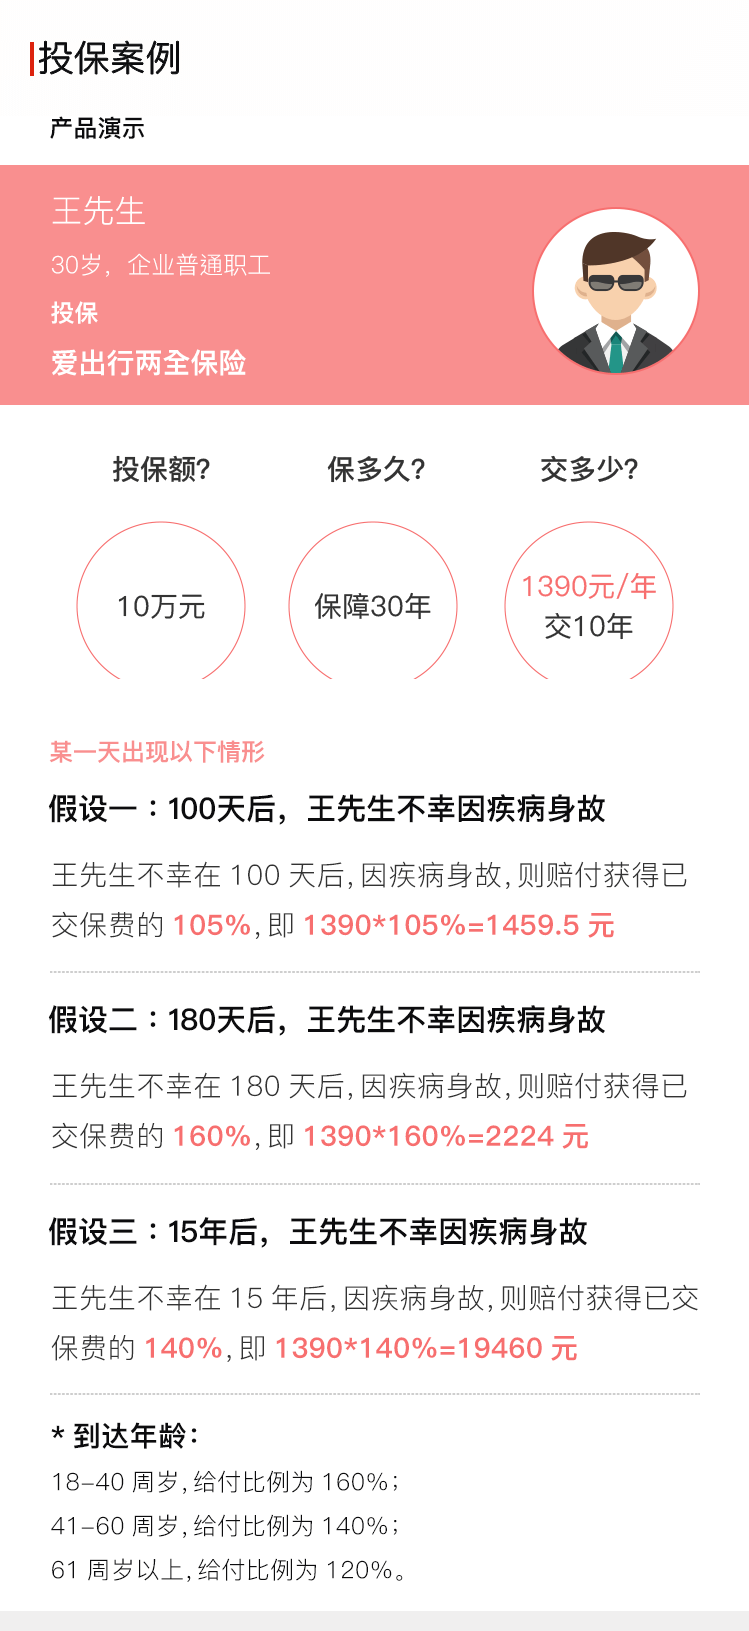 投保案例
产品演示
王先生
30岁，企业普通职工
投保
爱出行两全保险
投保额?
保多久?
交多少?
10万元
保障30年
1390元/年
交10年
某一天出现以下情形
假设一：100天后，王先生不幸因疾病身故
王先生不幸在 100 天后,因疾病身故,则赔付获得已
交保费的 105%,即 1390*105%=1459.5 元
假设二：180天后，王先生不幸因疾病身故
王先生不幸在 180 天后,因疾病身故,则赔付获得已
交保费的 160%,即 1390*160%=2224 元
假设三：15年后，王先生不幸因疾病身故
王先生不幸在 15 年后,因疾病身故,则赔付获得已交
保费的 140%,即 1390*140%=19460 元
* 到达年龄：
18–40 周岁,给付比例为 160%；
41–60 周岁,给付比例为 140%；
61 周岁以上,给付比例为 120%。